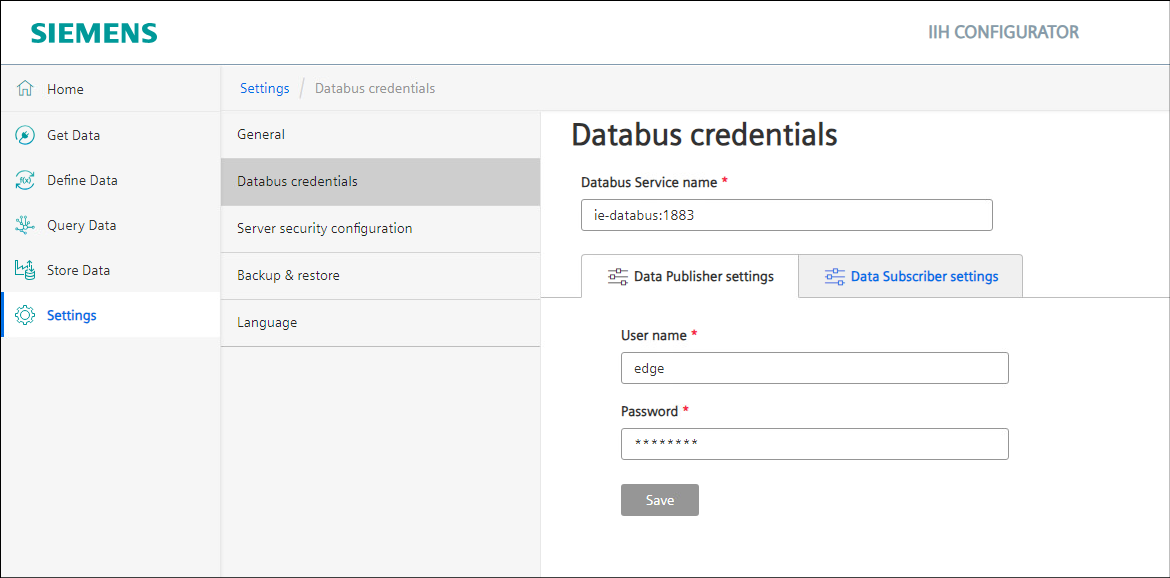 SIEMENS
IIH CONFIGURATOR
Home
Get Data
Define Data
Query Data
Store Data
Settings
Settings / Databus credentials
General
Databus credentials
Server security configuration
Backup & restore
Language
Databus credentials
Databus Service name *
ie-databus:1883
Data Publisher settings
Data Subscriber settings
User name *
edge
Password *
********
Save